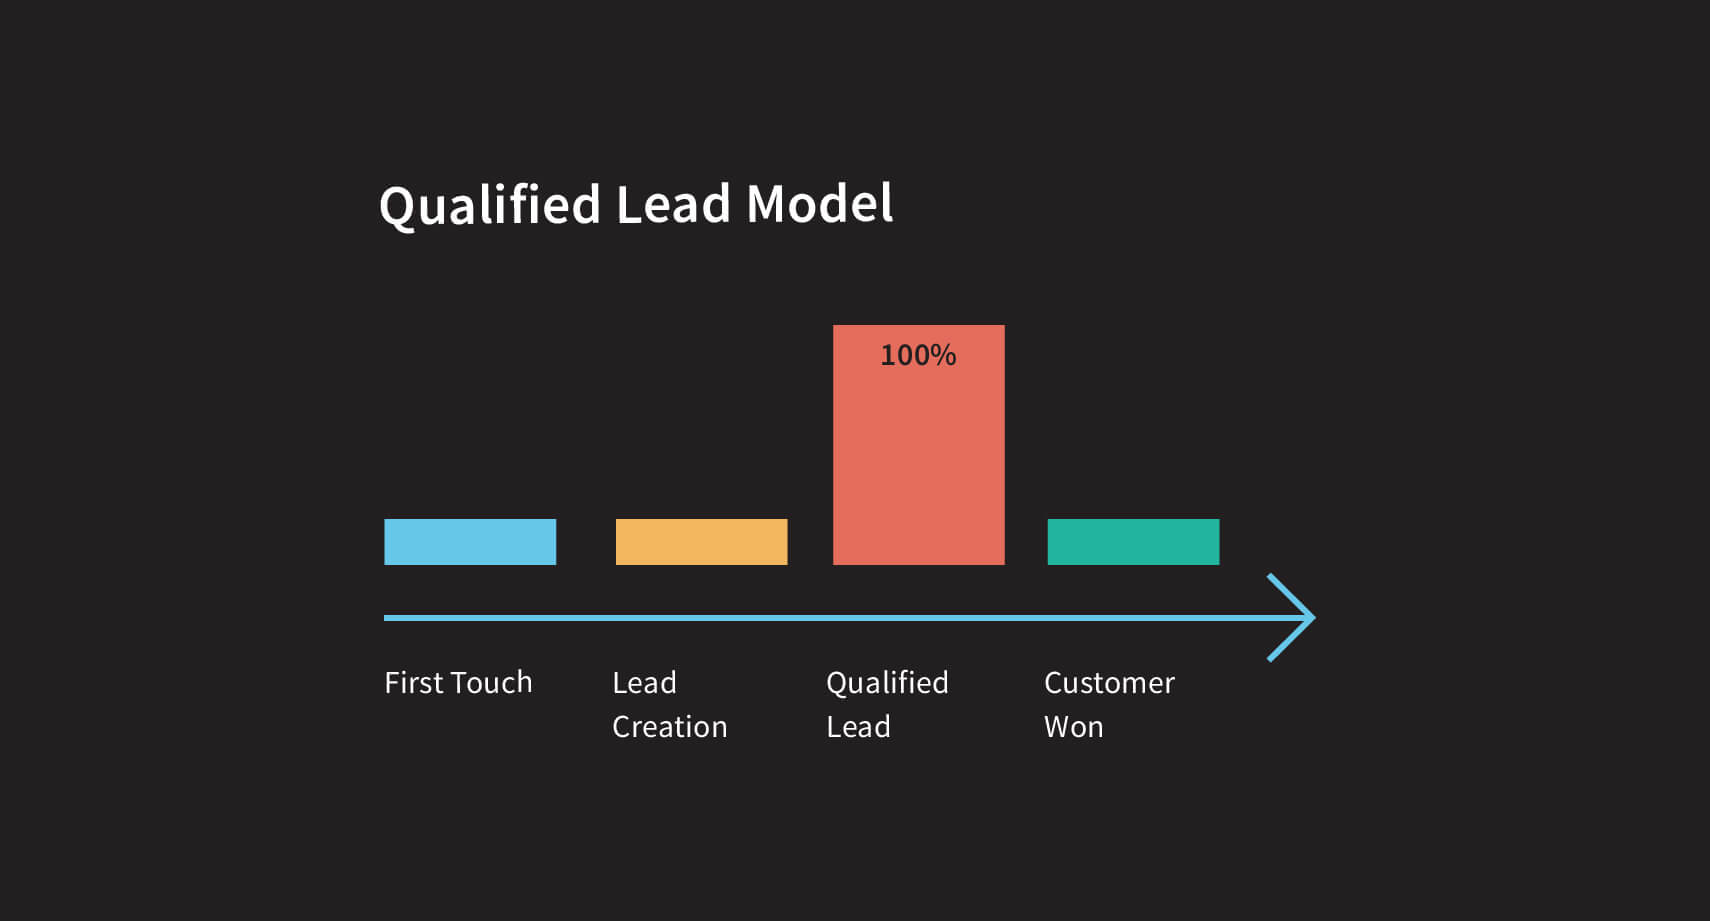 Qualified Lead Model
100%
First Touch
Lead
Creation
Qualified
Lead
Customer
Won